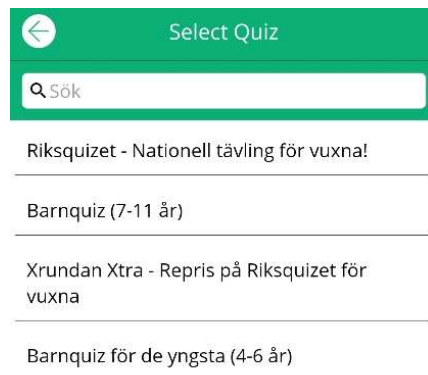 Select Quiz
Sök
Riksquizet - Nationell tävling för vuxna!
Barnquiz (7-11 år)
Xrundan Xtra - Repris på Riksquizet för
vuxna
Barnquiz för de yngsta (4-6 år)